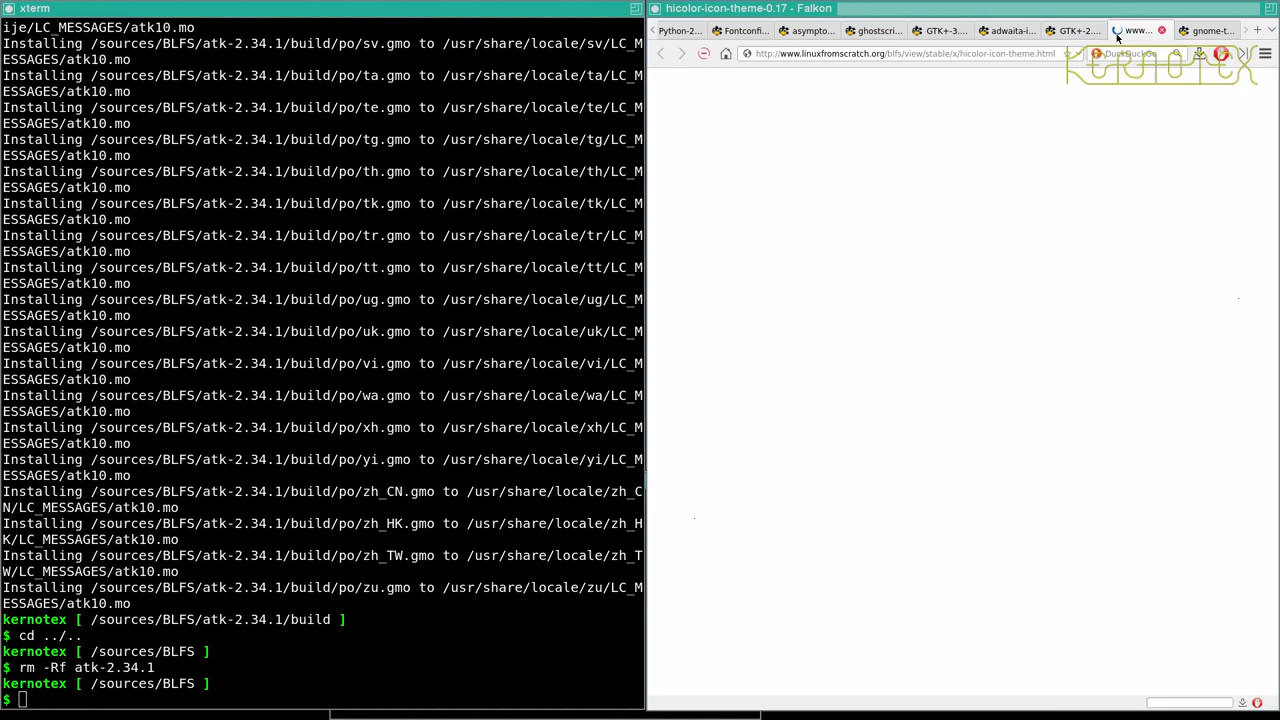 xterm
ije/LC_MESSAGES/atk10.mo
Installing /sources/BLFS/atk-2.34.1/build/po/sv.gmo to /usr/share/locale/sv/LC_M
ESSAGES/atk10.mo
Installing /sources/BLFS/atk-2.34.1/build/po/ta.gmo to /usr/share/locale/ta/LC_M
ESSAGES/atk10.mo
Installing /sources/BLFS/atk-2.34.1/build/po/te.gmo to /usr/share/locale/te/LC_M
ESSAGES/atk10.mo
Installing /sources/BLFS/atk-2.34.1/build/po/tg.gmo to /usr/share/locale/tg/LC_M
ESSAGES/atk10.mo
Installing /sources/BLFS/atk-2.34.1/build/po/th.gmo to /usr/share/locale/th/LC_M
ESSAGES/atk10.mo
Installing /sources/BLFS/atk-2.34.1/build/po/tk.gmo to /usr/share/locale/tk/LC_M
ESSAGES/atk10.mo
Installing /sources/BLFS/atk-2.34.1/build/po/tr.gmo to /usr/share/locale/tr/LC_M
ESSAGES/atk10.mo
Installing /sources/BLFS/atk-2.34.1/build/po/tt.gmo to /usr/share/locale/tt/LC_M
ESSAGES/atk10.mo
Installing /sources/BLFS/atk-2.34.1/build/po/ug.gmo to /usr/share/locale/ug/LC_M
ESSAGES/atk10.mo
Installing /sources/BLFS/atk-2.34.1/build/po/uk.gmo to /usr/share/locale/uk/LC_M
ESSAGES/atk10.mo
Installing /sources/BLFS/atk-2.34.1/build/po/vi.gmo to /usr/share/locale/vi/LC_M
ESSAGES/atk10.mo
Installing /sources/BLFS/atk-2.34.1/build/po/wa.gmo to /usr/share/locale/wa/LC_M
ESSAGES/atk10.mo
Installing /sources/BLFS/atk-2.34.1/build/po/xh.gmo to /usr/share/locale/xh/LC_M
ESSAGES/atk10.mo
Installing /sources/BLFS/atk-2.34.1/build/po/yi.gmo to /usr/share/locale/yi/LC_M
ESSAGES/atk10.mo
Installing /sources/BLFS/atk-2.34.1/build/po/zh_CN.gmo to /usr/share/locale/zh_C
N/LC_MESSAGES/atk10.mo
Installing /sources/BLFS/atk-2.34.1/build/po/zh_HK.gmo to /usr/share/locale/zh_H
K/LC_MESSAGES/atk10.mo
Installing /sources/BLFS/atk-2.34.1/build/po/zh_TW.gmo to /usr/share/locale/zh_T
W/LC_MESSAGES/atk10.mo
Installing /sources/BLFS/atk-2.34.1/build/po/zu.gmo to /usr/share/locale/zu/LC_M
ESSAGES/atk10.mo
kernotex [ /sources/BLFS/atk-2.34.1/build ]
$ cd ../..
kernotex [ /sources/BLFS ]
$ rm -Rf atk-2.34.1
kernotex [ /sources/BLFS ]
$
hicolor-icon-theme-0.17 - Falkon
Python-2... Fontconfi... asympto... ghostscri... GTK+-3.... adwaita-i... GTK+-2.... www... gnome-t...
http://www.linuxfromscratch.org/blfs/view/stable/x/hicolor-icon-theme.html DuckDuckGo
KERNOTEX